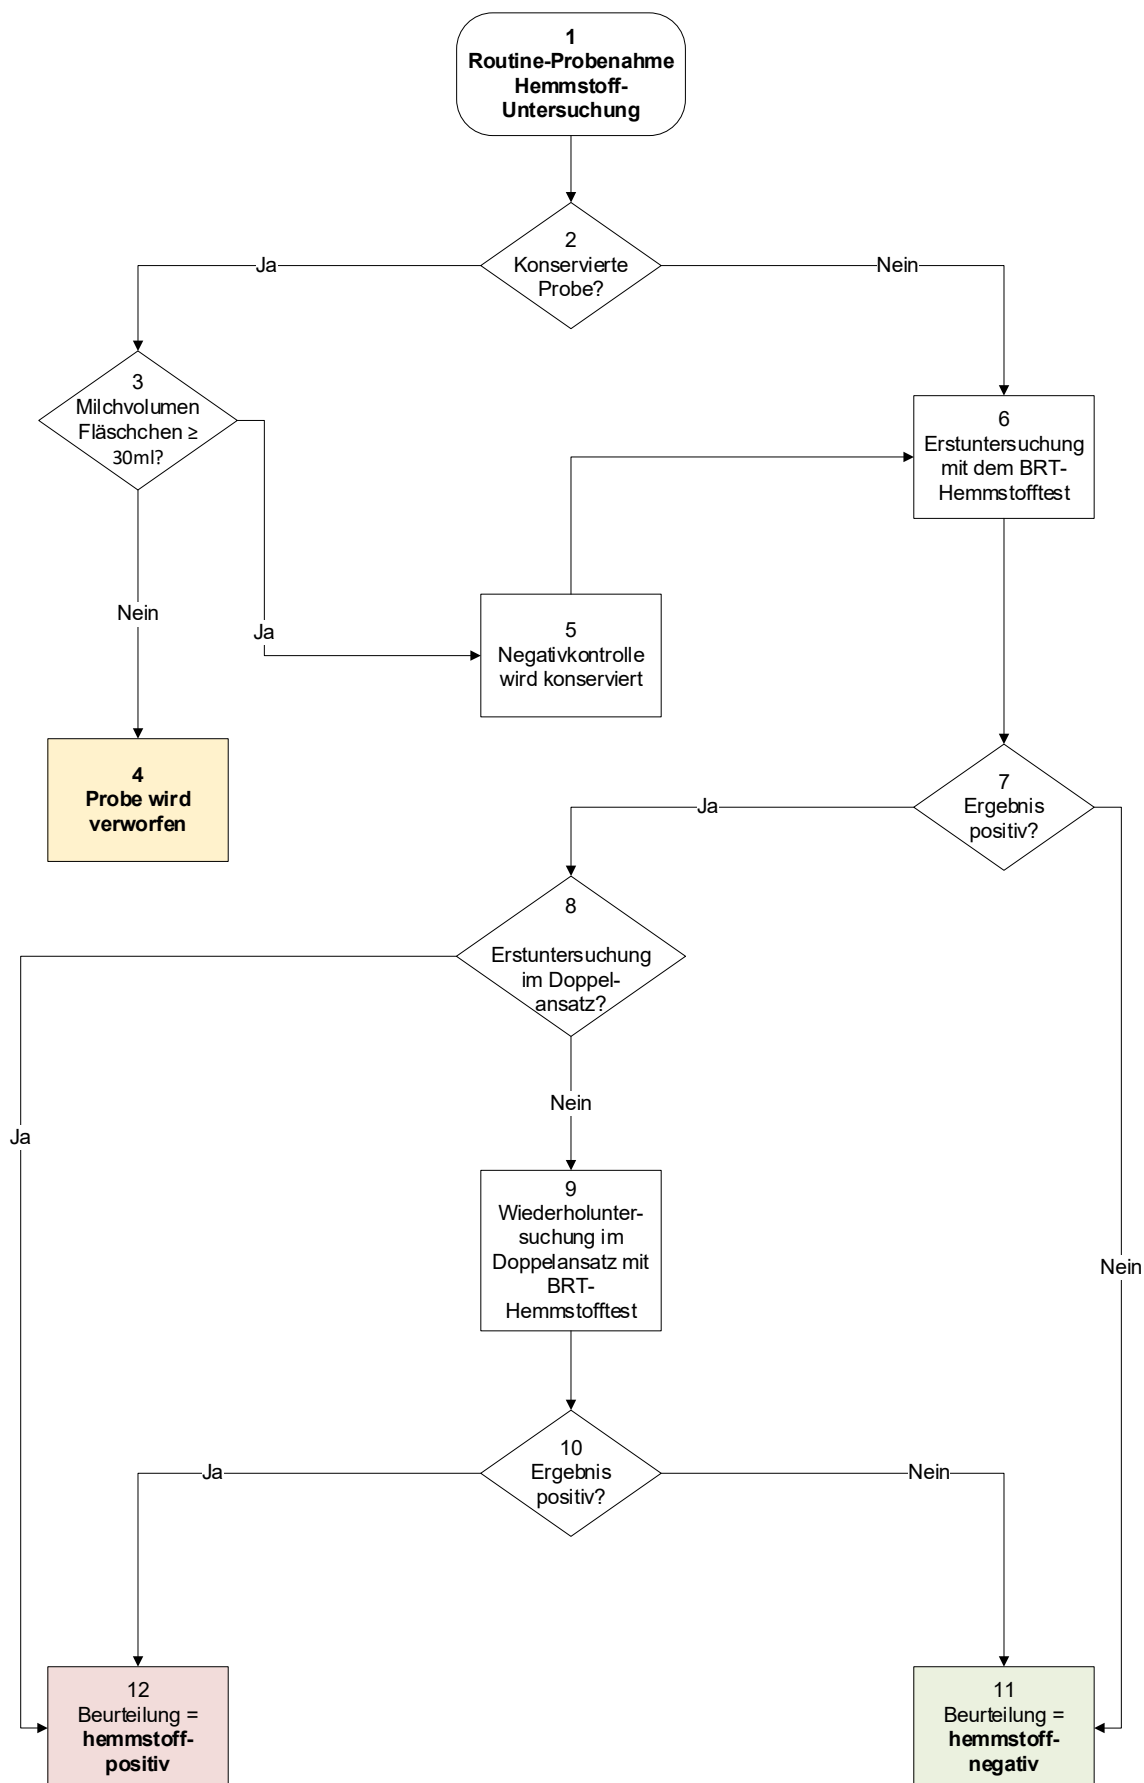 1
Routine-Probenahme
Hemmstoff-
Untersuchung
2
Konservierte
Probe?
Ja
Nein
3
Milchvolumen
Fläschchen ≥
30ml?
6
Erstuntersuchung
mit dem BRT-
Hemmstofftest
Nein
Ja
5
Negativkontrolle
wird konserviert
4
Probe wird
verworfen
7
Ergebnis
positiv?
Ja
8
Erstuntersuchung
im Doppel-
ansatz?
Nein
Ja
9
Wiederholunter-
suchung im
Doppelansatz mit
BRT-
Hemmstofftest
Nein
10
Ergebnis
positiv?
Ja
Nein
12
Beurteilung =
hemmstoff-
positiv
11
Beurteilung =
hemmstoff-
negativ